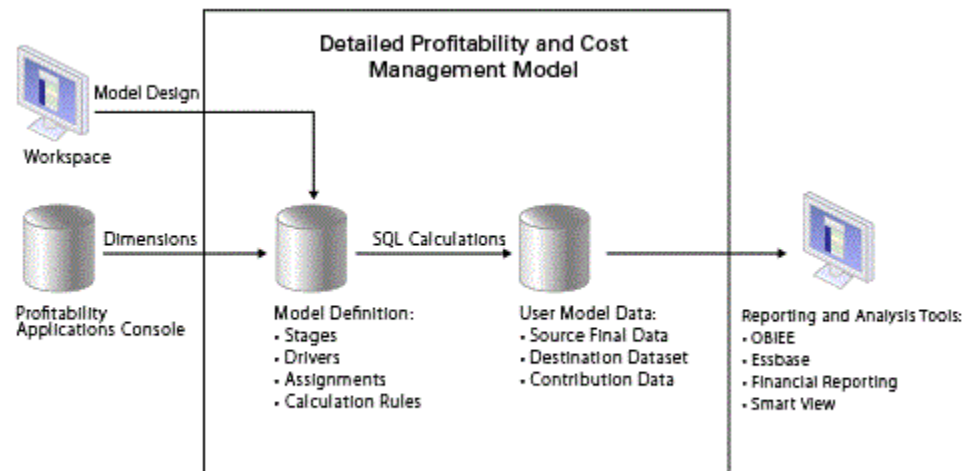 Detailed Profitability and Cost
Management Model
Model Design
Workspace
Dimensions
SQL Calculations
Profitability
Applications Console
Model Definition:
• Stages
• Drivers
• Assignments
• Calculation Rules
User Model Data:
• Source Final Data
• Destination Dataset
• Contribution Data
Reporting and Analysis Tools:
• OBIEE
• Essbase
• Financial Reporting
• Smart View